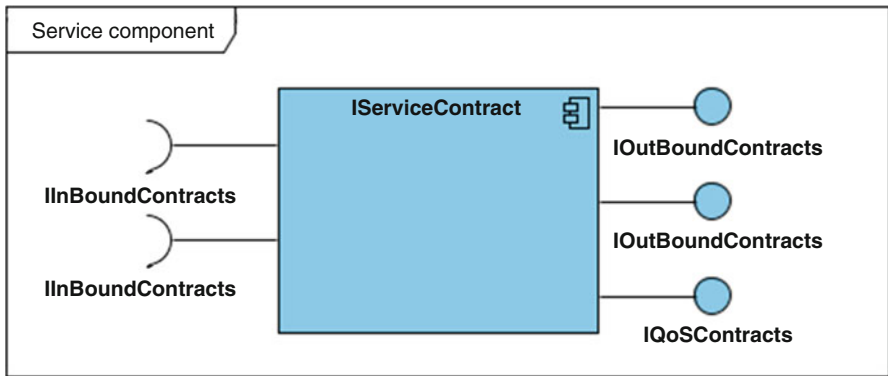 Service component
IServiceContract
IOutBoundContracts
IInBoundContracts
IOutBoundContracts
IInBoundContracts
IQoSContracts